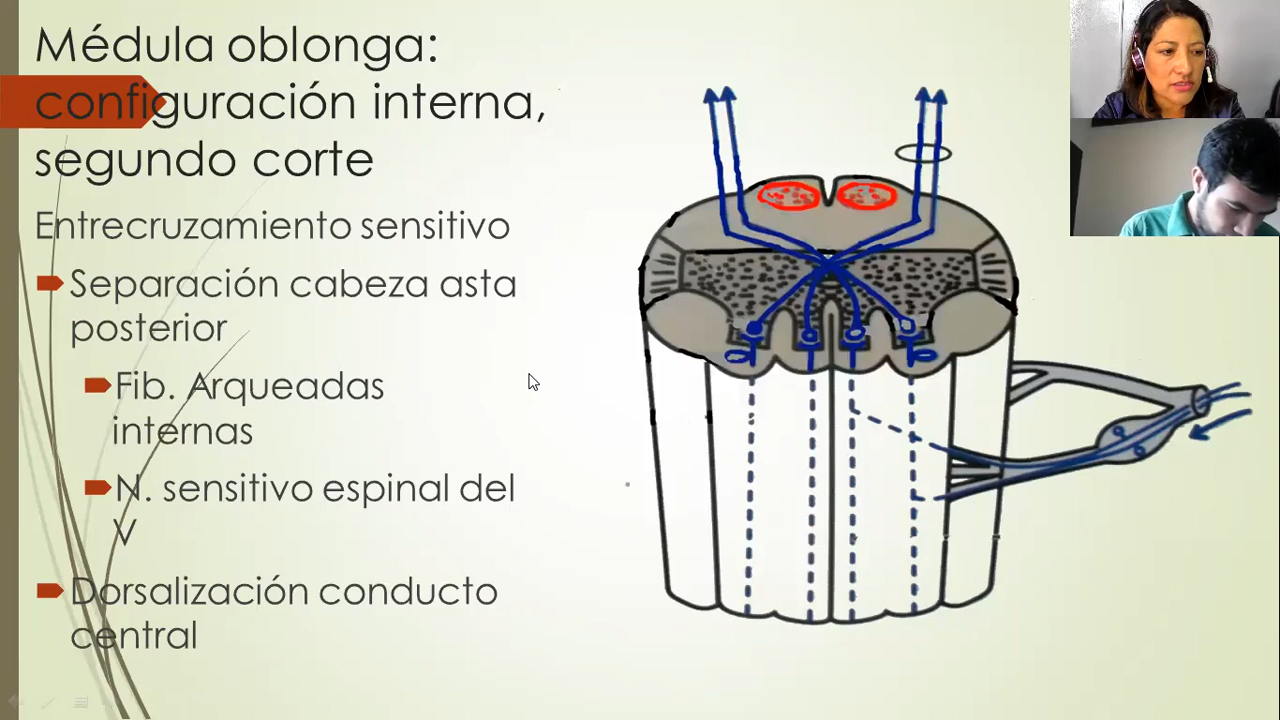 Médula oblonga:
configuración interna,
segundo corte
Entrecruzamiento sensitivo
Separación cabeza asta
posterior
Fib. Arqueadas
internas
N. sensitivo espinal del
V
Dorsalización conducto
central